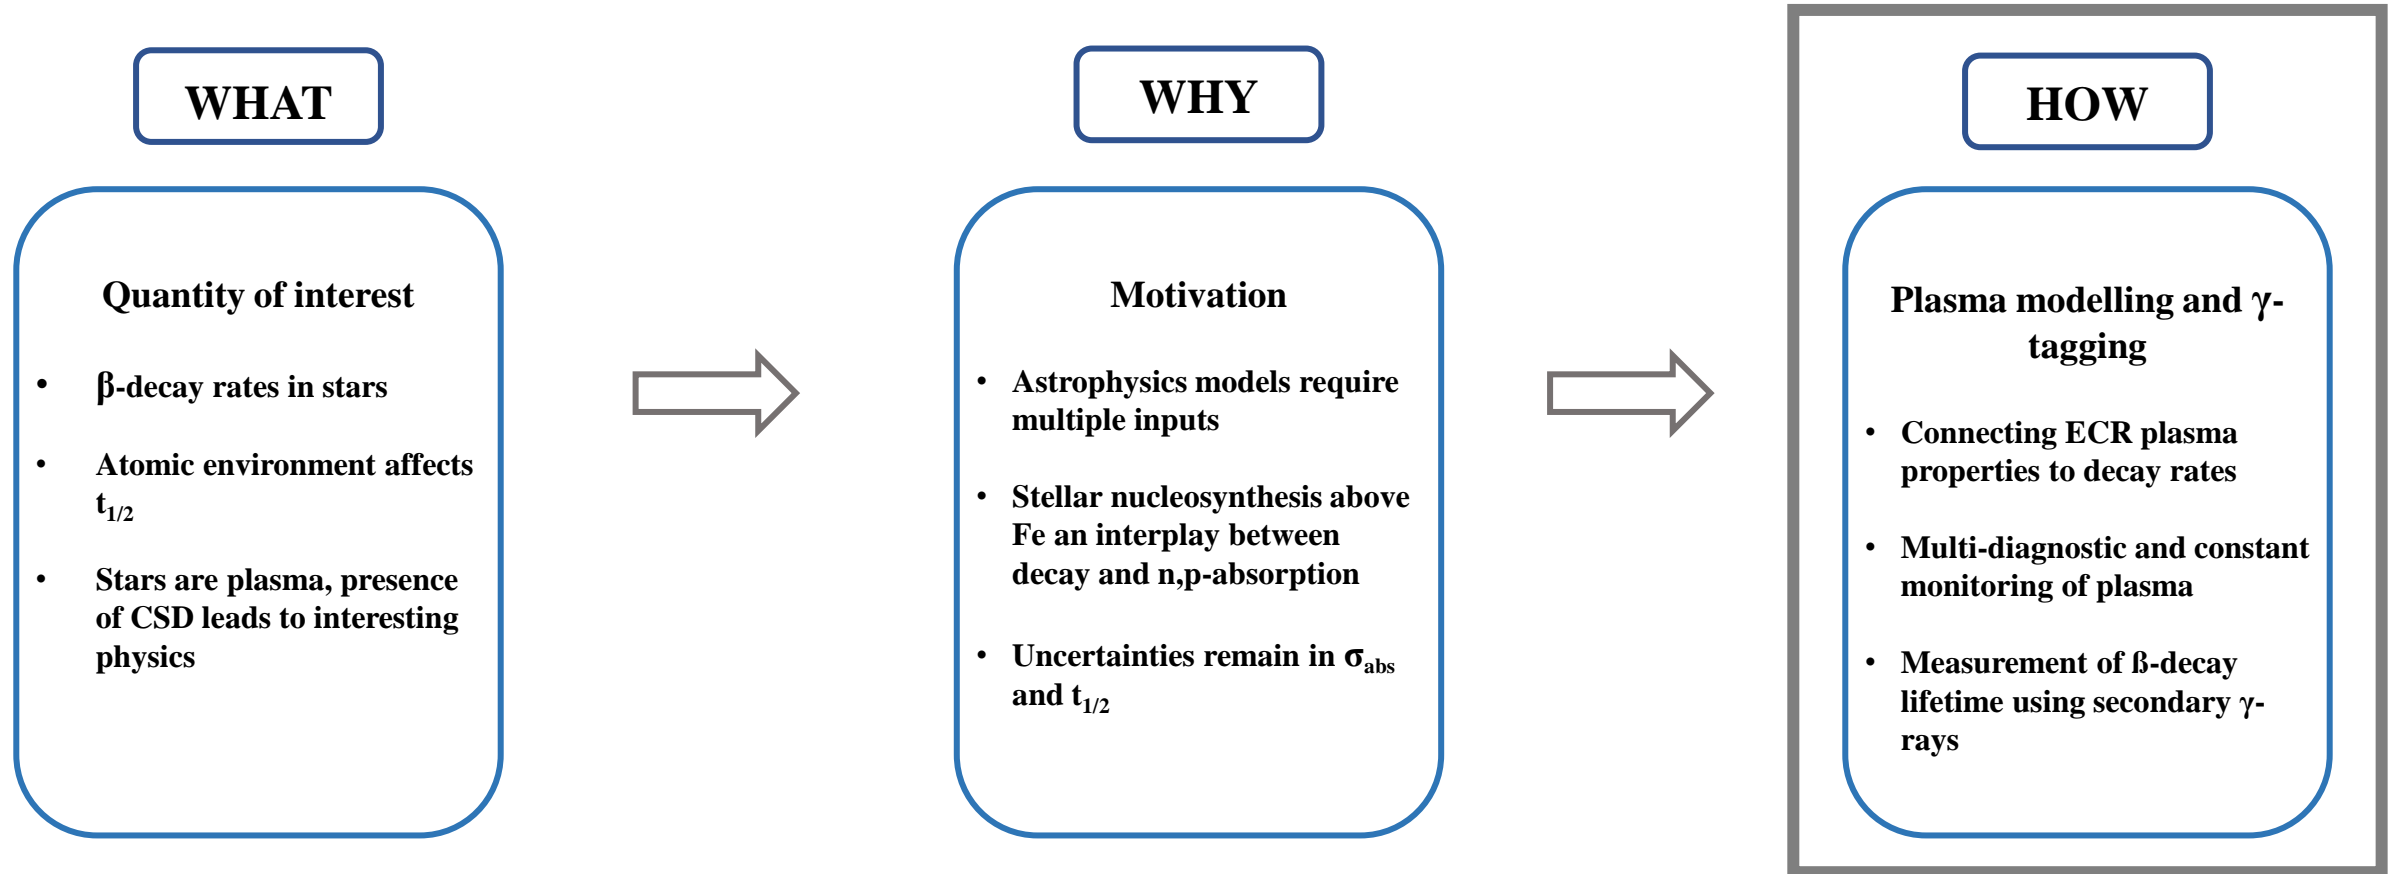 WHAT
Quantity of interest
• β-decay rates in stars
• Atomic environment affects
t1/2
• Stars are plasma, presence
of CSD leads to interesting
physics
WHY
Motivation
• Astrophysics models require
multiple inputs
• Stellar nucleosynthesis above
Fe an interplay between
decay and n,p-absorption
• Uncertainties remain in σabs
and t1/2
HOW
Plasma modelling and γ-
tagging
• Connecting ECR plasma
properties to decay rates
• Multi-diagnostic and constant
monitoring of plasma
• Measurement of ß-decay
lifetime using secondary γ-
rays